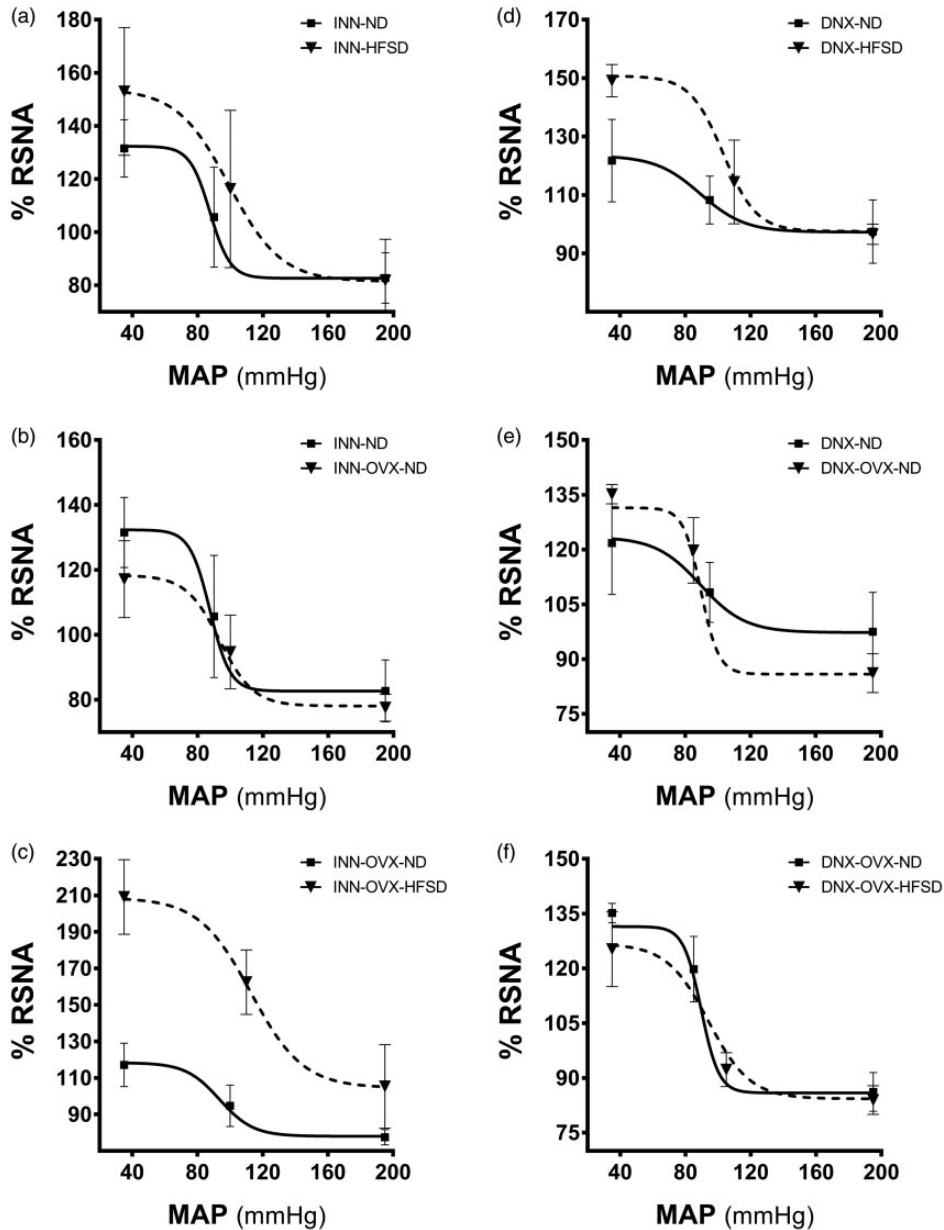 (a)
INN-ND
INN-HFSD
% RSNA
180
160
140
120
100
80
40 80 120 160 200
MAP (mmHg)
(d)
DNX-ND
DNX-HFSD
% RSNA
170
150
130
110
90
40 80 120 160 200
MAP (mmHg)
(b)
INN-ND
INN-OVX-ND
% RSNA
160
140
120
100
80
40 80 120 160 200
MAP (mmHg)
(e)
DNX-ND
DNX-OVX-ND
% RSNA
150
135
120
105
90
75
40 80 120 160 200
MAP (mmHg)
(c)
INN-OVX-ND
INN-OVX-HFSD
% RSNA
230
210
190
170
150
130
110
90
40 80 120 160 200
MAP (mmHg)
(f)
DNX-OVX-ND
DNX-OVX-HFSD
% RSNA
150
135
120
105
90
75
40 80 120 160 200
MAP (mmHg)